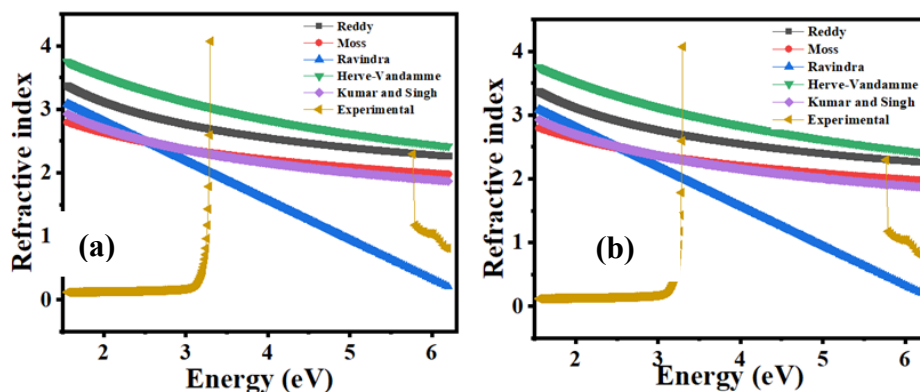 Refractive index
4
3
2
1
0
(a)
Reddy
Moss
Ravindra
Herve-Vandamme
Kumar and Singh
Experimental
2
3
4
5
6
Energy (eV)
Refractive index
4
3
2
1
0
(b)
Reddy
Moss
Ravindra
Herve-Vandamme
Kumar and Singh
Experimental
2
3
4
5
6
Energy (eV)